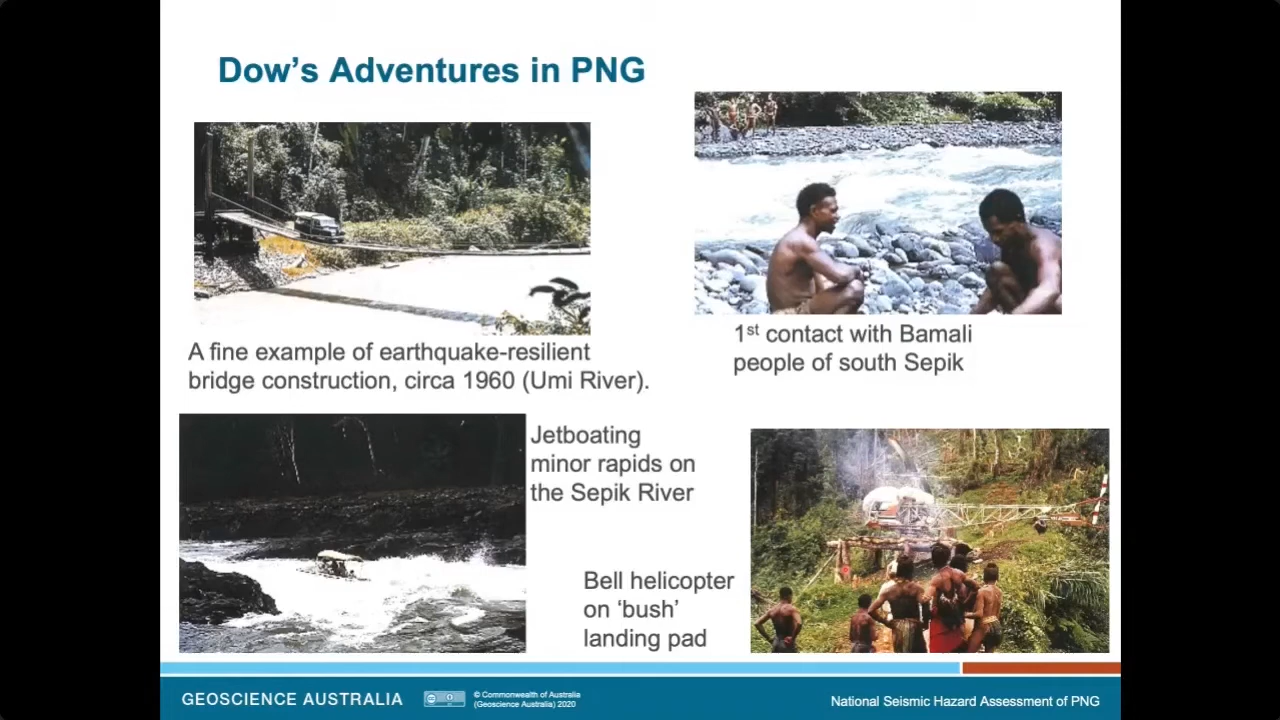 Dow’s Adventures in PNG
A fine example of earthquake-resilient
bridge construction, circa 1960 (Umi River).
1st contact with Bamali
people of south Sepik
Jetboating
minor rapids on
the Sepik River
Bell helicopter
on ‘bush’
landing pad
GEOSCIENCE AUSTRALIA
© Commonwealth of Australia
(Geoscience Australia) 2020
National Seismic Hazard Assessment of PNG